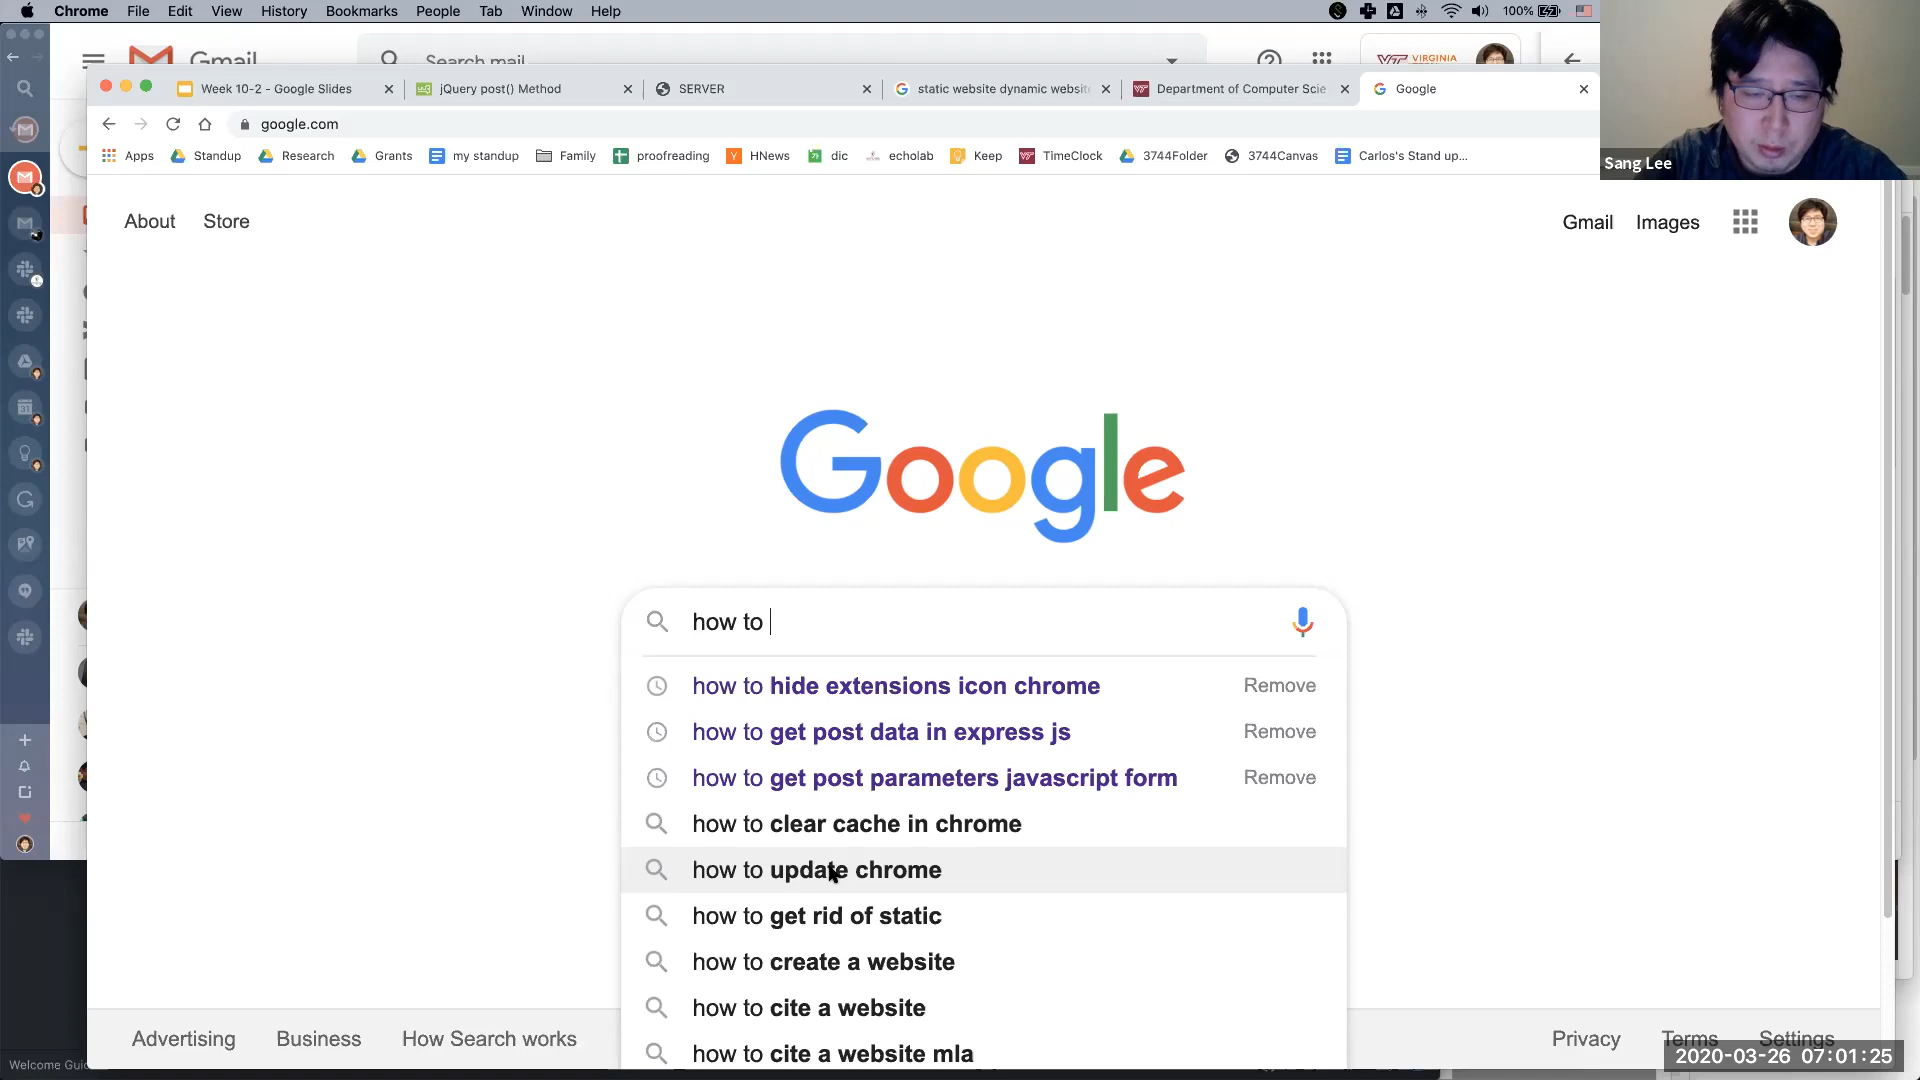 Chrome File Edit View History Bookmarks People Tab Window Help
100%
Gmail
Search mail
VIRGINIA
Week 10-2 - Google Slides
jQuery post() Method
SERVER
static website dynamic websit
Department of Computer Scie
Google
google.com
Apps
Standup
Research
Grants
my standup
Family
proofreading
HNews
dic
echolab
Keep
TimeClock
3744Folder
3744Canvas
Carlos's Stand up...
Sang Lee
About Store
Gmail Images
Google
how to
how to hide extensions icon chrome Remove
how to get post data in express js Remove
how to get post parameters javascript form Remove
how to clear cache in chrome
how to update chrome
how to get rid of static
how to create a website
how to cite a website
how to cite a website mla
Advertising Business How Search works
Privacy Terms Settings
Welcome Guid
2020-03-26 07:01:25